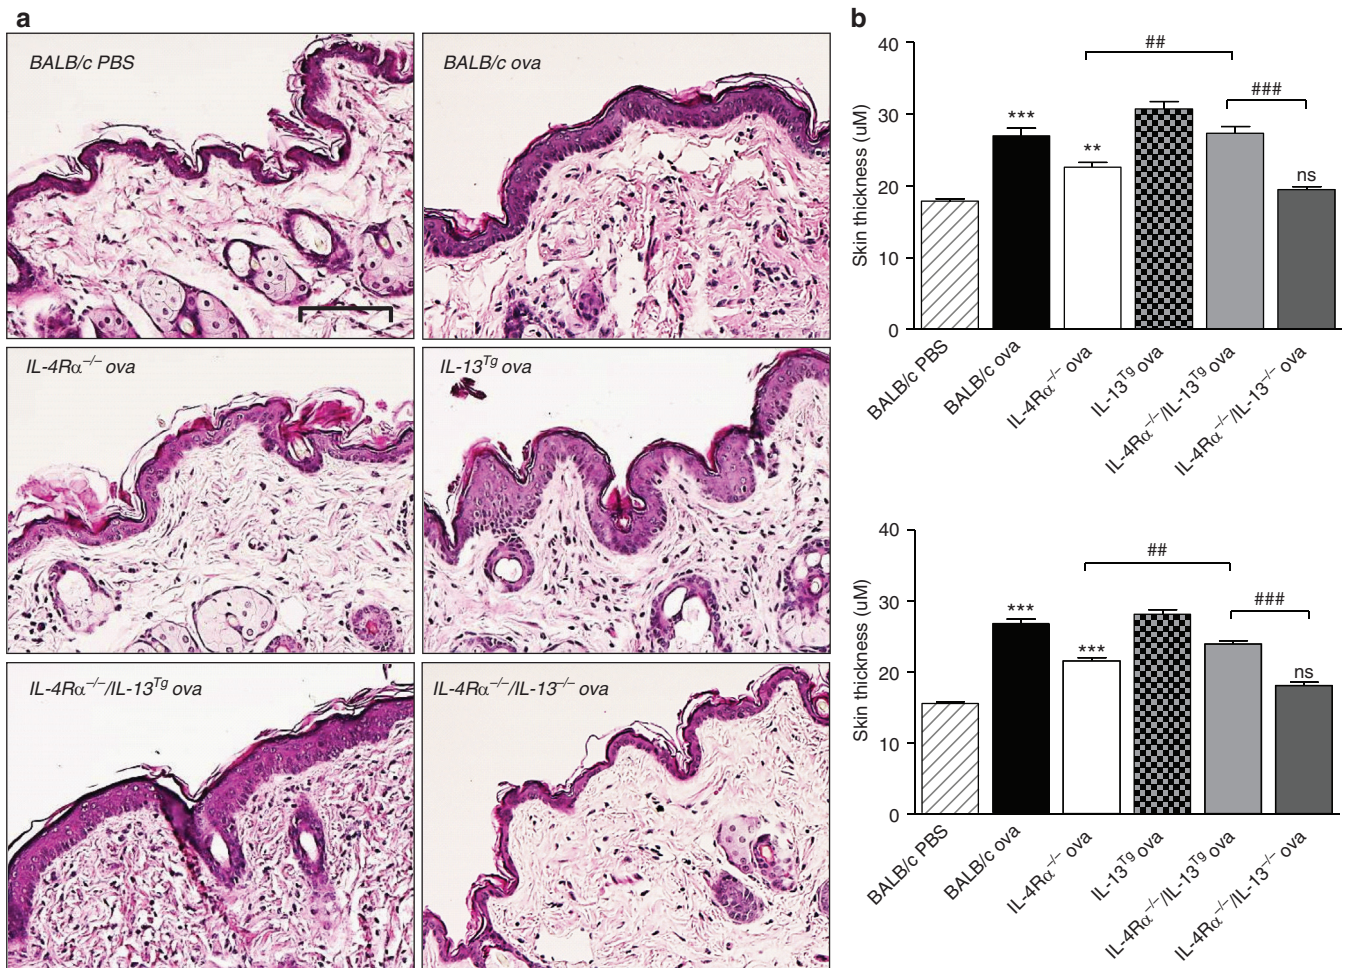 a
BALB/c PBS
BALB/c ova
IL-4Rα−/− ova
IL-13Tg ova
IL-4Rα−/−/IL-13Tg ova
IL-4Rα−/−/IL-13−/− ova
b
Skin thickness (uM)
40
30
20
10
0
##
###
***
**
ns
BALB/c PBS
BALB/c ova
IL-4Rα−/− ova
IL-13Tg ova
IL-4Rα−/−/IL-13Tg ova
IL-4Rα−/−/IL-13−/− ova
Skin thickness (uM)
40
30
20
10
0
##
###
***
***
ns
BALB/c PBS
BALB/c ova
IL-4Rα−/− ova
IL-13Tg ova
IL-4Rα−/−/IL-13Tg ova
IL-4Rα−/−/IL-13−/− ova